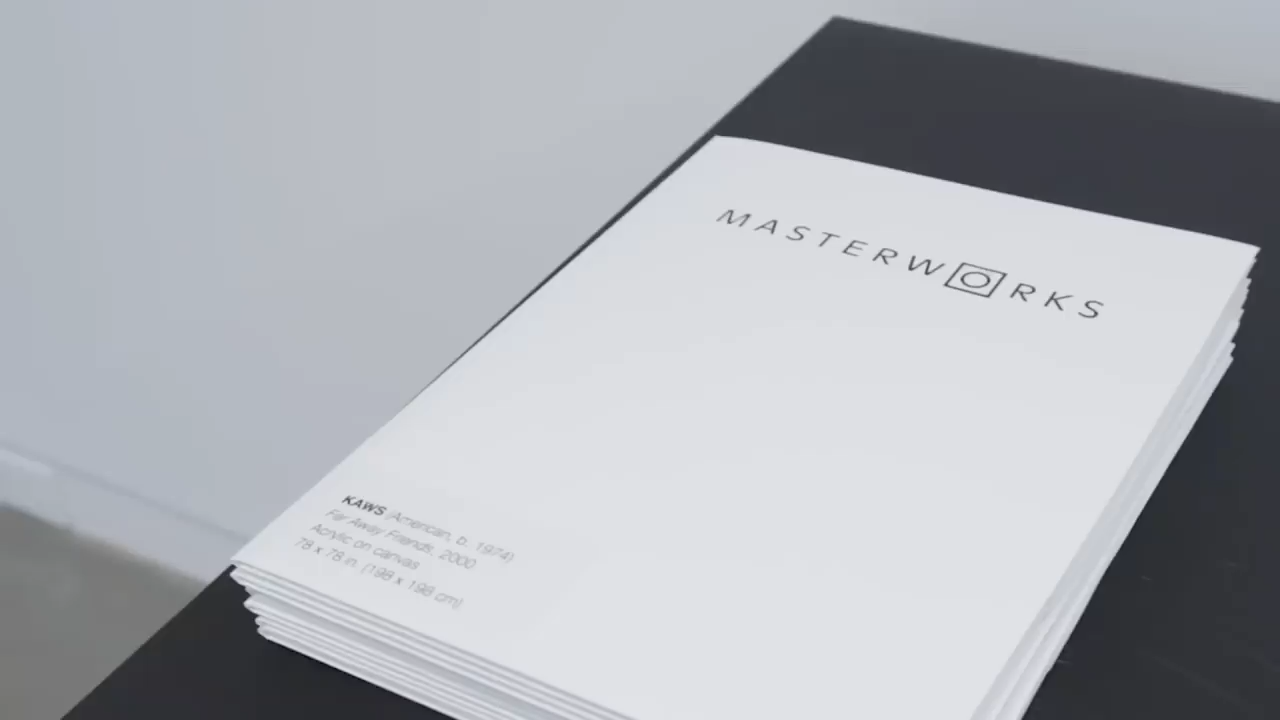 MASTERWORKS
KAWS (American, b. 1974)
Far Away Friends, 2000
Acrylic on canvas
78 x 78 in. (198 x 198 cm)